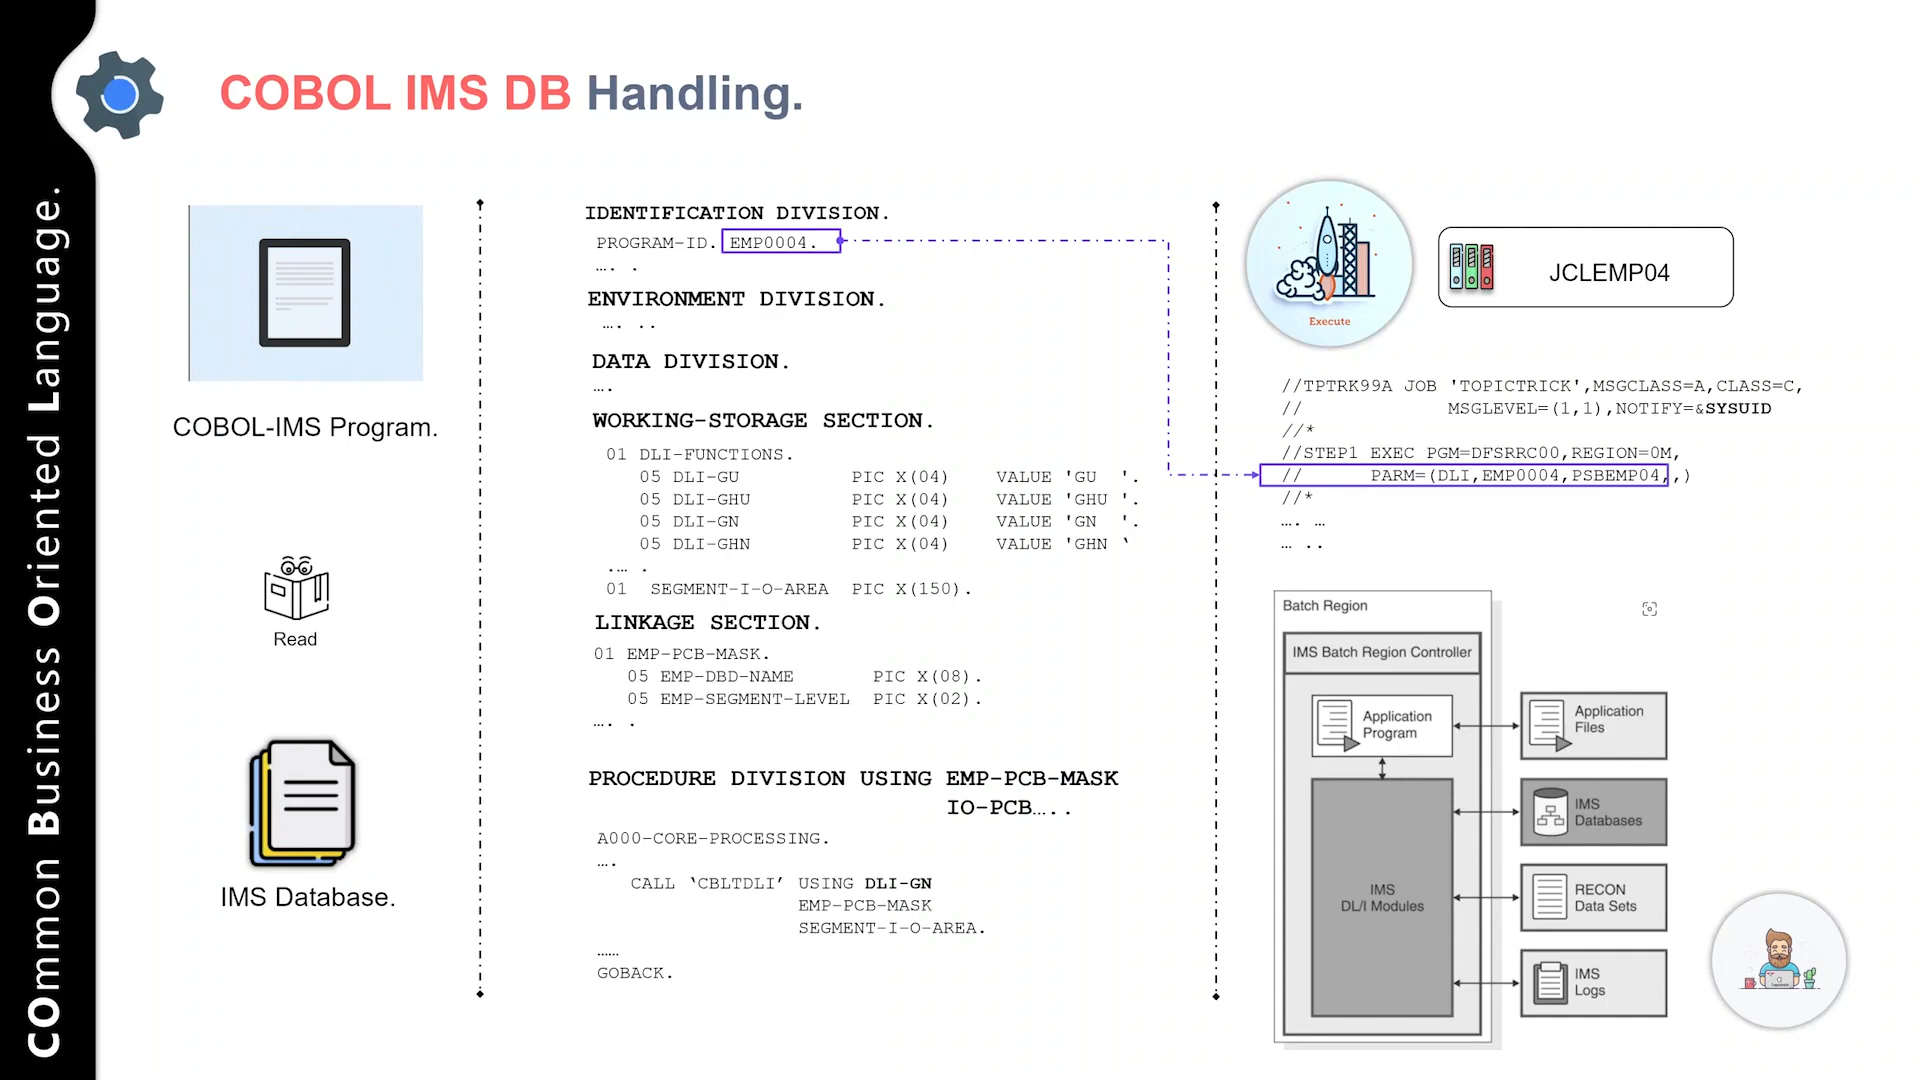 COmmon Business Oriented Language.
COBOL IMS DB Handling.
COBOL-IMS Program.
Read
IMS Database.
IDENTIFICATION DIVISION.
PROGRAM-ID. EMP0004.
…. .
ENVIRONMENT DIVISION.
…. ..
DATA DIVISION.
….
WORKING-STORAGE SECTION.
01 DLI-FUNCTIONS.
05 DLI-GU PIC X(04) VALUE 'GU  '.
05 DLI-GHU PIC X(04) VALUE 'GHU '.
05 DLI-GN PIC X(04) VALUE 'GN  '.
05 DLI-GHN PIC X(04) VALUE 'GHN ‘
.… .
01 SEGMENT-I-O-AREA PIC X(150).
LINKAGE SECTION.
01 EMP-PCB-MASK.
05 EMP-DBD-NAME PIC X(08).
05 EMP-SEGMENT-LEVEL PIC X(02).
…. .
PROCEDURE DIVISION USING EMP-PCB-MASK
IO-PCB…..
A000-CORE-PROCESSING.
….
CALL ‘CBLTDLI’ USING DLI-GN
EMP-PCB-MASK
SEGMENT-I-O-AREA.
……
GOBACK.
Execute
JCLEMP04
//TPTRK99A JOB 'TOPICTRICK',MSGCLASS=A,CLASS=C,
// MSGLEVEL=(1,1),NOTIFY=&SYSUID
//*
//STEP1 EXEC PGM=DFSRRC00,REGION=0M,
// PARM=(DLI,EMP0004,PSBEMP04,,)
//*
…. …
… ..
Batch Region
IMS Batch Region Controller
Application
Program
Application
Files
IMS
Databases
IMS
DL/I Modules
RECON
Data Sets
IMS
Logs